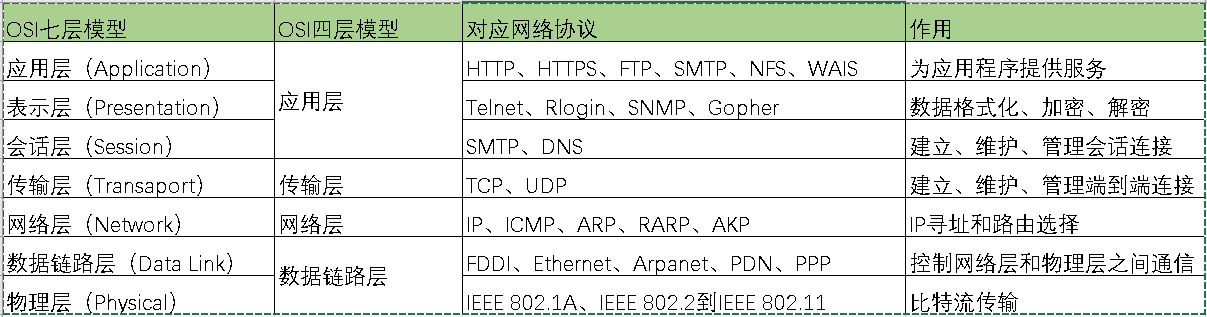 OSI七层模型 OSI四层模型 对应网络协议 作用
应用层（Application） HTTP、HTTPS、FTP、SMTP、NFS、WAIS 为应用程序提供服务
表示层（Presentation） 应用层 Telnet、Rlogin、SNMP、Gopher 数据格式化、加密、解密
会话层（Session） SMTP、DNS 建立、维护、管理会话连接
传输层（Transaport） 传输层 TCP、UDP 建立、维护、管理端到端连接
网络层（Network） 网络层 IP、ICMP、ARP、RARP、AKP IP寻址和路由选择
数据链路层（Data Link） 数据链路层 FDDI、Ethernet、Arpanet、PDN、PPP 控制网络层和物理层之间通信
物理层（Physical） IEEE 802.1A、IEEE 802.2到IEEE 802.11 比特流传输